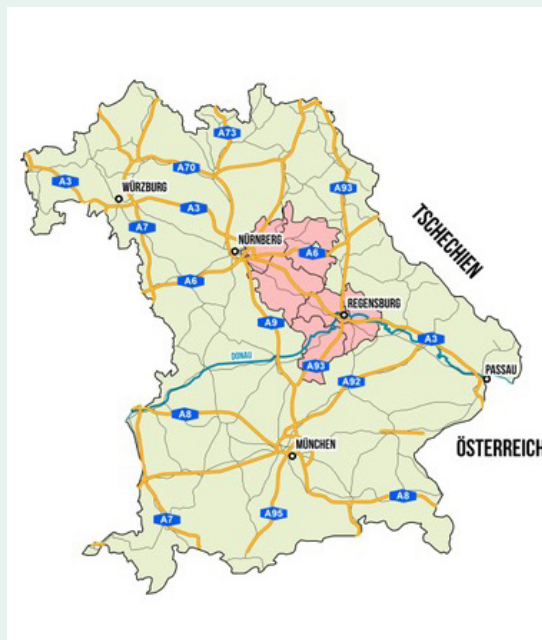 A73
A70
A3
A93
WÜRZBURG
A3
A7
TSCHECHIEN
NÜRNBERG
A6
A6
REGENSBURG
A9
A3
DONAU
A93
PASSAU
A92
A8
MÜNCHEN
ÖSTERREICH
A8
A95
A7